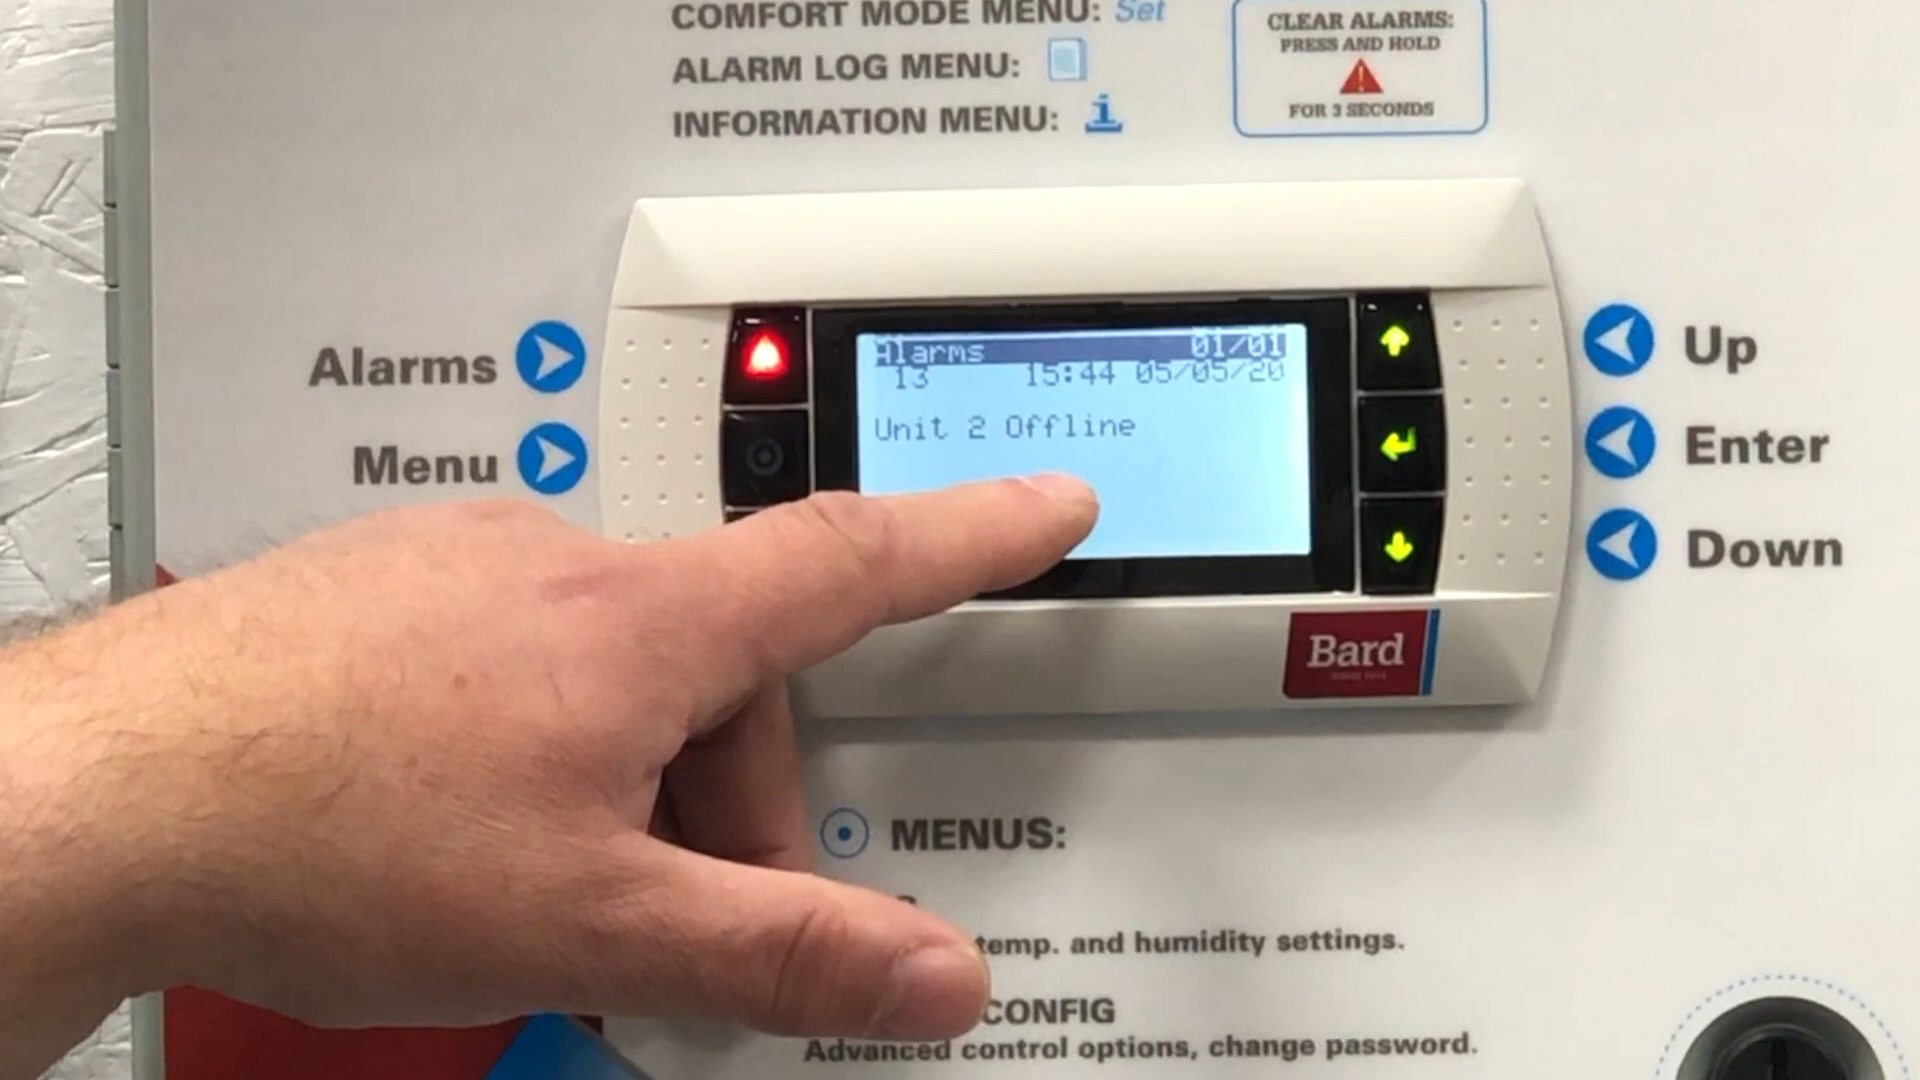 COMFORT MODE MENU: Set
ALARM LOG MENU:
INFORMATION MENU:
CLEAR ALARMS:
PRESS AND HOLD
FOR 3 SECONDS
Alarms
Menu
Alarms 01/01
13 15:44 05/05/20
Unit 2 Offline
Up
Enter
Down
Bard
MENUS:
temp. and humidity settings.
CONFIG
Advanced control options, change password.